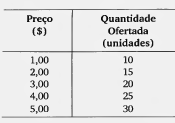 Preço Quantidade
($) Ofertada
(unidades)
1,00 10
2,00 15
3,00 20
4,00 25
5,00 30